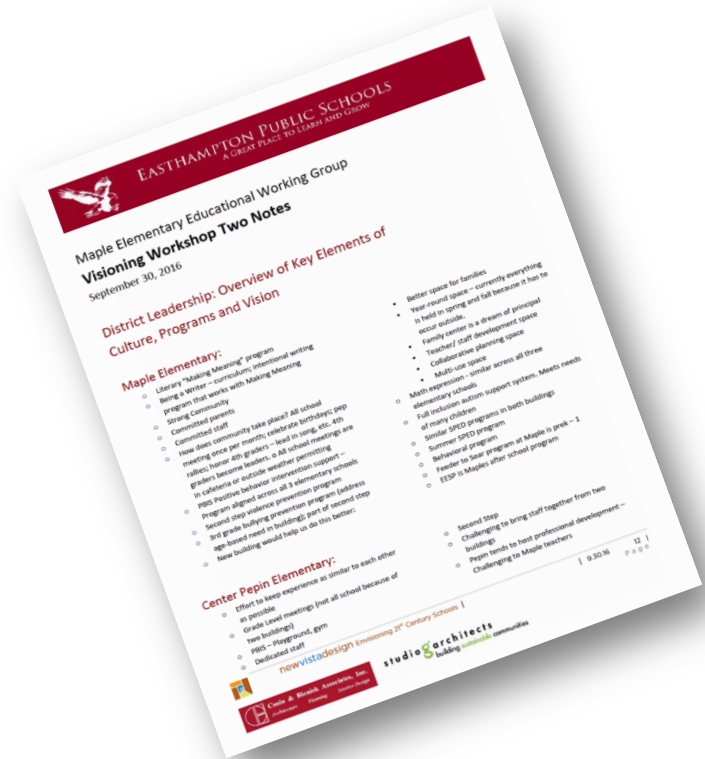 EASTHAMPTON PUBLIC SCHOOLS
A GREAT PLACE TO LEARN AND GROW
Maple Elementary Educational Working Group
Visioning Workshop Two Notes
September 30, 2016
District Leadership: Overview of Key Elements of
Culture, Programs and Vision
Maple Elementary:
o Literary "Making Meaning" program
o Being a Writer – curriculum; intentional writing
program that works with Making Meaning
o Strong Community
o Committed parents
o Committed staff
o How does community take place? All school
meeting once per month; celebrate birthdays; pep
rallies; honor 4th graders – lead in song, etc. 4th
graders become leaders. o All school meetings are
in cafeteria or outside weather permitting
o PBIS Positive behavior intervention support –
Program aligned across all 3 elementary schools
o Second step violence prevention program
o 3rd grade bullying prevention program (address
age-based need in building); part of second step
o New building would help us do this better:
• Better space for families
• Year-round space – currently everything
is held in spring and fall because it has to
occur outside.
• Family center is a dream of principal
• Teacher/ staff development space
• Collaborative planning space
• Multi-use space
o Math expression - similar across all three
elementary schools
o Full inclusion autism support system. Meets needs
of many children
o Similar SPED programs in both buildings
o Summer SPED program
o Behavioral program
o Feeder to Soar program at Maple is prek – 1
o EESP is Maples after school program
Center Pepin Elementary:
o Effort to keep experience as similar to each other
as possible
o Grade Level meetings (not all school because of
two buildings)
o PBIS – Playground, gym
o Dedicated staff
o Second Step
o Challenging to bring staff together from two
buildings
o Pepin tends to host professional development –
Challenging to Maple teachers
newvistadesign Envisioning 21st Century Schools |
| 9.30.16
12 |
Page
Caolo & Bieniek Associates, Inc.
Architecture Planning Interior Design
studio g architects
building sustainable communities